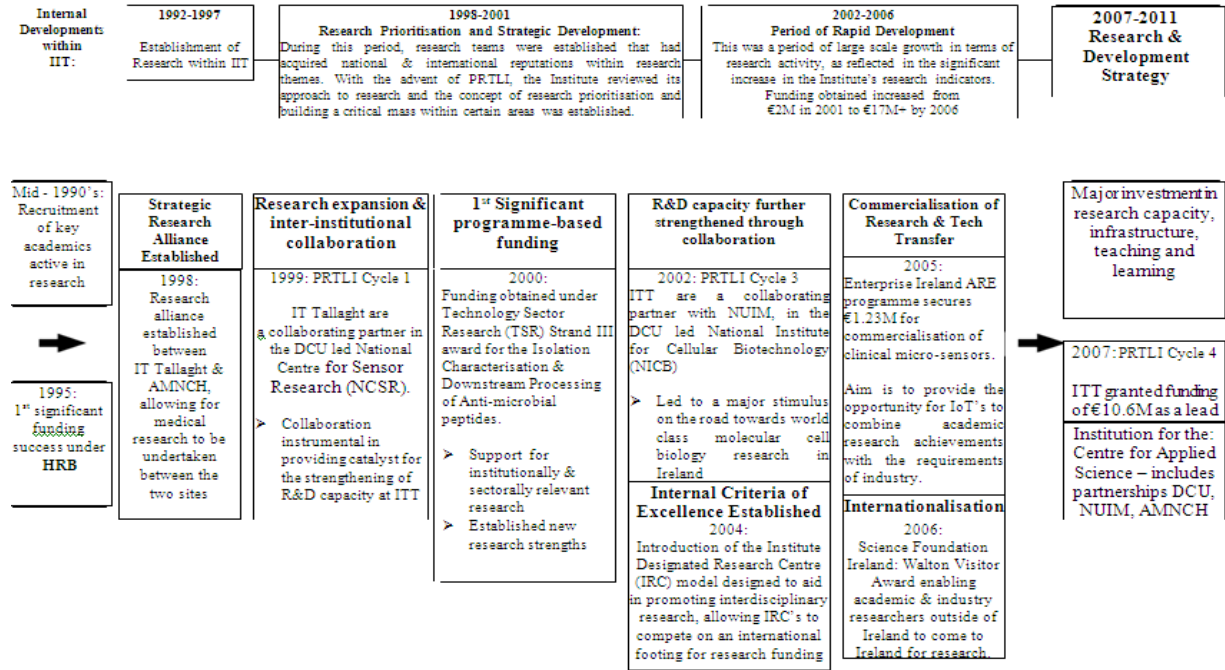 Internal
Developments
within
IIT:
1992-1997
Establishment of
Research within IIT
1998-2001
Research Prioritisation and Strategic Development:
During this period, research teams were established that had
acquired national & international reputations within research
themes. With the advent of PRTLI, the Institute reviewed its
approach to research and the concept of research prioritisation and
building a critical mass within certain areas was established.
2002-2006
Period of Rapid Development
This was a period of large scale growth in terms of
research activity, as reflected in the significant
increase in the Institute's research indicators.
Funding obtained increased from
€2M in 2001 to €17M+ by 2006
2007-2011
Research &
Development
Strategy
Mid - 1990's:
Recruitment
of key
academics
active in
research
1995:
1st significant
funding
success under
HRB
Strategic
Research
Alliance
Established
1998:
Research
alliance
established
between
IT Tallaght &
AMNCH,
allowing for
medical
research to be
undertaken
between the
two sites
Research expansion &
inter-institutional
collaboration
1999: PRTLI Cycle 1
IT Tallaght are
a collaborating partner in
the DCU led National
Centre for Sensor
Research (NCSR).
➢ Collaboration
instrumental in
providing catalyst for
the strengthening of
R&D capacity at ITT
1st Significant
programme-based
funding
2000:
Funding obtained under
Technology Sector
Research (TSR) Strand III
award for the Isolation
Characterisation &
Downstream Processing
of Anti-microbial
peptides.
➢ Support for
institutionally &
sectorally relevant
research
➢ Established new
research strengths
R&D capacity further
strengthened through
collaboration
2002: PRTLI Cycle 3
ITT are a collaborating
partner with NUIM, in the
DCU led National Institute
for Cellular Biotechnology
(NICB)
➢ Led to a major stimulus
on the road towards world
class molecular cell
biology research in
Ireland
Internal Criteria of
Excellence Established
2004:
Introduction of the Institute
Designated Research Centre
(IRC) model designed to aid
in promoting interdisciplinary
research, allowing IRC's to
compete on an international
footing for research funding
Commercialisation of
Research & Tech
Transfer
2005:
Enterprise Ireland ARE
programme secures
€1.23M for
commercialisation of
clinical micro-sensors.
Aim is to provide the
opportunity for IoT's to
combine academic
research achievements
with the requirements
of industry.
Internationalisation
2006:
Science Foundation
Ireland: Walton Visitor
Award enabling
academic & industry
researchers outside of
Ireland to come to
Ireland for research.
Major investment in
research capacity,
infrastructure,
teaching and
learning
2007: PRTLI Cycle 4
ITT granted funding
of €10.6M as a lead
Institution for the:
Centre for Applied
Science – includes
partnerships DCU,
NUIM, AMNCH